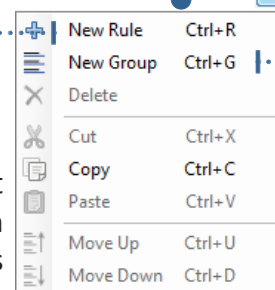 New Rule Ctrl+R
New Group Ctrl+G
Delete
Cut Ctrl+X
Copy Ctrl+C
Paste Ctrl+V
Move Up Ctrl+U
Move Down Ctrl+D